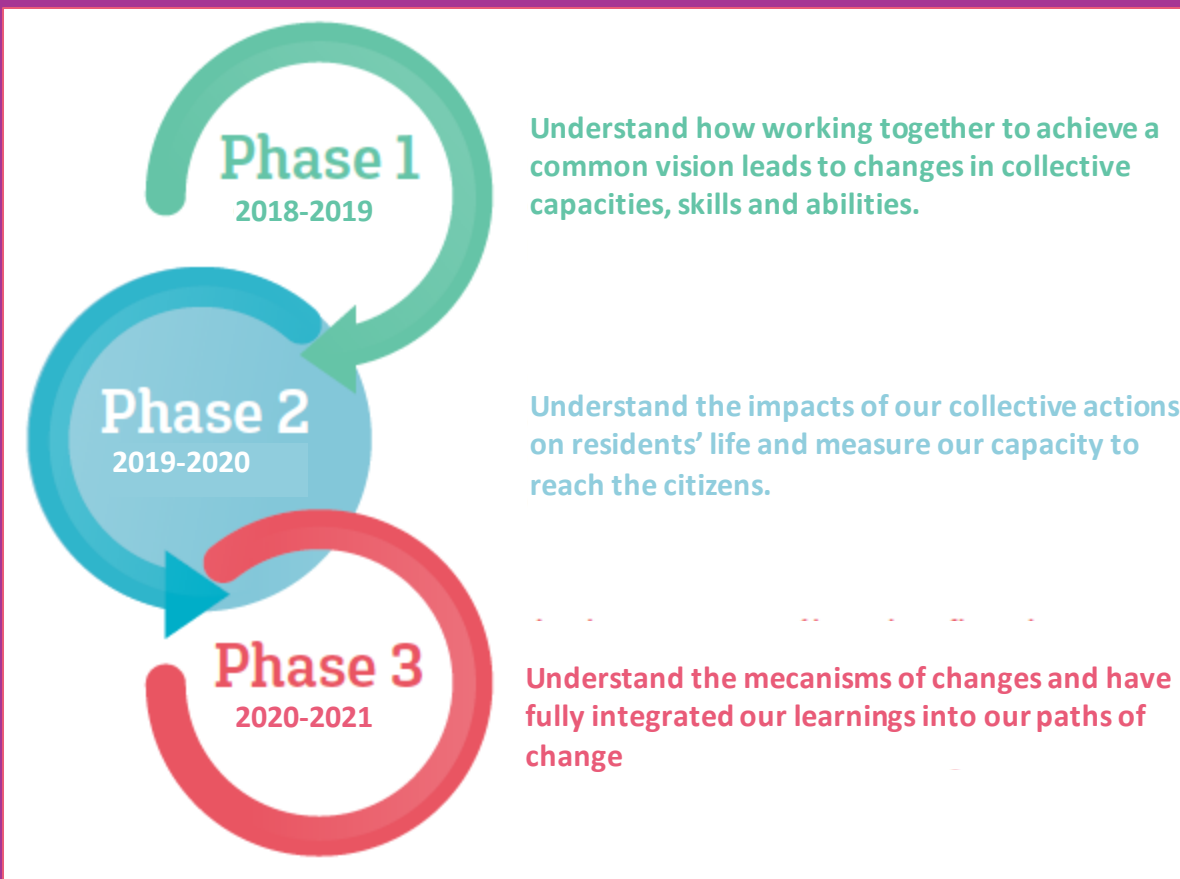 Phase 1
2018-2019
Understand how working together to achieve a
common vision leads to changes in collective
capacities, skills and abilities.
Phase 2
2019-2020
Understand the impacts of our collective actions
on residents’ life and measure our capacity to
reach the citizens.
Phase 3
2020-2021
Understand the mecanisms of changes and have
fully integrated our learnings into our paths of
change